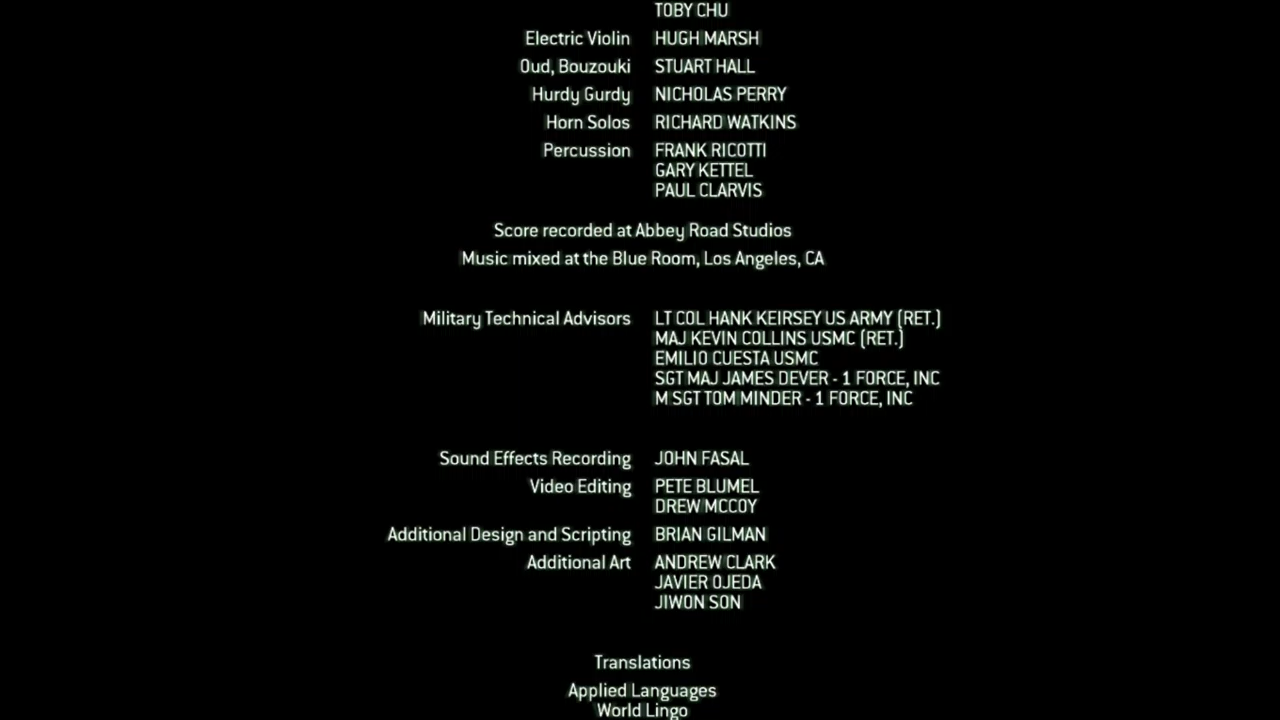 TOBY CHU
Electric Violin HUGH MARSH
Oud, Bouzouki STUART HALL
Hurdy Gurdy NICHOLAS PERRY
Horn Solos RICHARD WATKINS
Percussion FRANK RICOTTI
GARY KETTEL
PAUL CLARVIS
Score recorded at Abbey Road Studios
Music mixed at the Blue Room, Los Angeles, CA
Military Technical Advisors LT COL HANK KEIRSEY US ARMY (RET.)
MAJ KEVIN COLLINS USMC (RET.)
EMILIO CUESTA USMC
SGT MAJ JAMES DEVER - 1 FORCE, INC
M SGT TOM MINDER - 1 FORCE, INC
Sound Effects Recording JOHN FASAL
Video Editing PETE BLUMEL
DREW MCCOY
Additional Design and Scripting BRIAN GILMAN
Additional Art ANDREW CLARK
JAVIER OJEDA
JIWON SON
Translations
Applied Languages
World Lingo